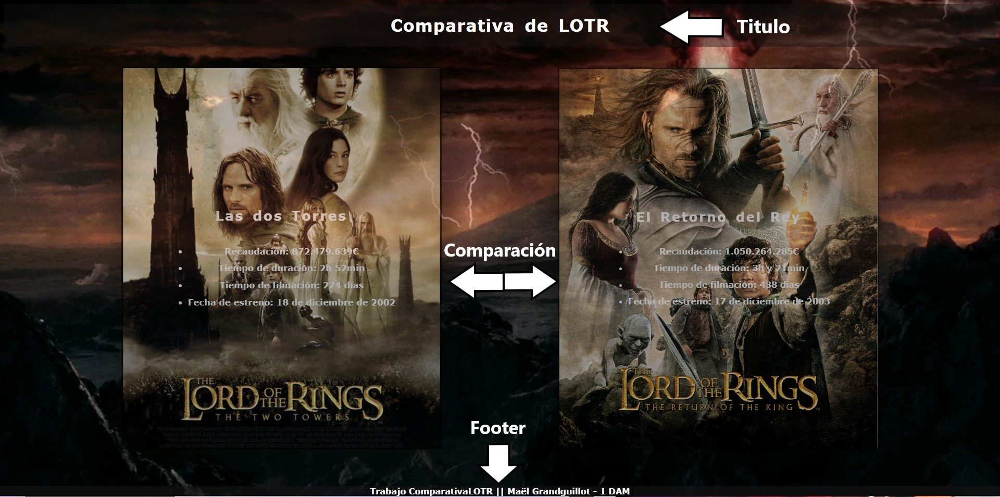 Comparativa de LOTR
Titulo
Las dos Torres
Recaudación: 872.479.639€
Tiempo de duración: 2h 52min
Tiempo de filmación: 274 días
Fecha de estreno: 18 de diciembre de 2002
THE
LORD OF THE RINGS
THE TWO TOWERS
Comparación
El Retorno del Rey
Recaudación: 1.050.264.285€
Tiempo de duración: 3h y 21min
Tiempo de filmación: 438 dias
Fecha de estreno: 17 de diciembre de 2003
THE
LORD OF THE RINGS
THE RETURN OF THE KING
Footer
Trabajo ComparativaLOTR || Maël Grandguillot - 1 DAM